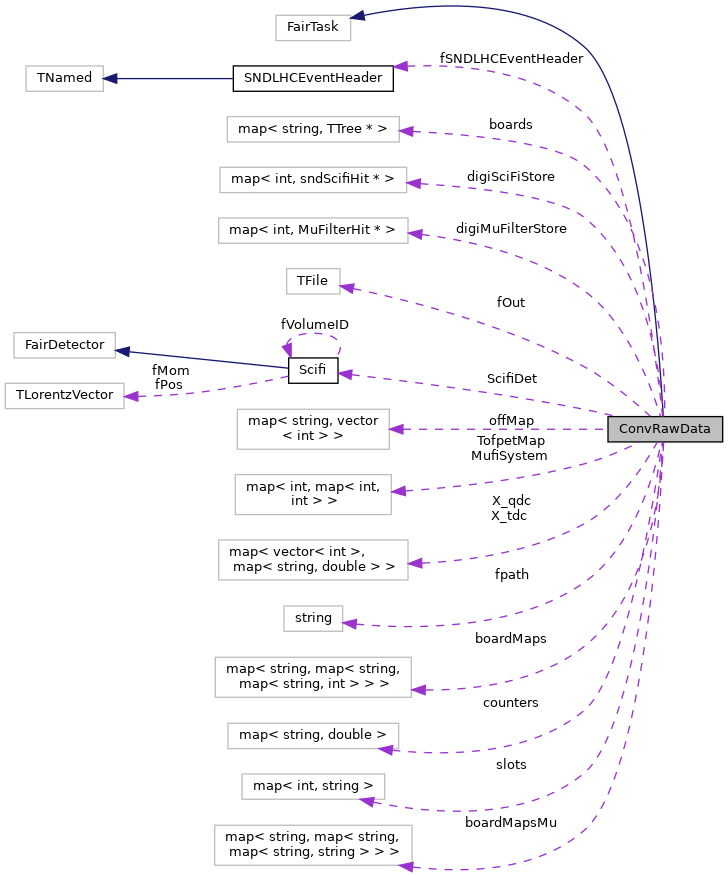 FairTask
fSNDLHCEventHeader
TNamed
SNDLHCEventHeader
boards
map< string, TTree * >
digiSciFiStore
map< int, sndScifiHit * >
digiMuFilterStore
map< int, MuFilterHit * >
TFile
fOut
fVolumeID
FairDetector
Scifi
fMom
fPos
ScifiDet
TLorentzVector
offMap
map< string, vector
< int > >
ConvRawData
TofpetMap
MufiSystem
map< int, map< int,
int > >
X_qdc
X_tdc
map< vector< int >,
map< string, double > >
fpath
string
boardMaps
map< string, map< string,
map< string, int > > >
counters
map< string, double >
slots
map< int, string >
boardMapsMu
map< string, map< string,
map< string, string > > >